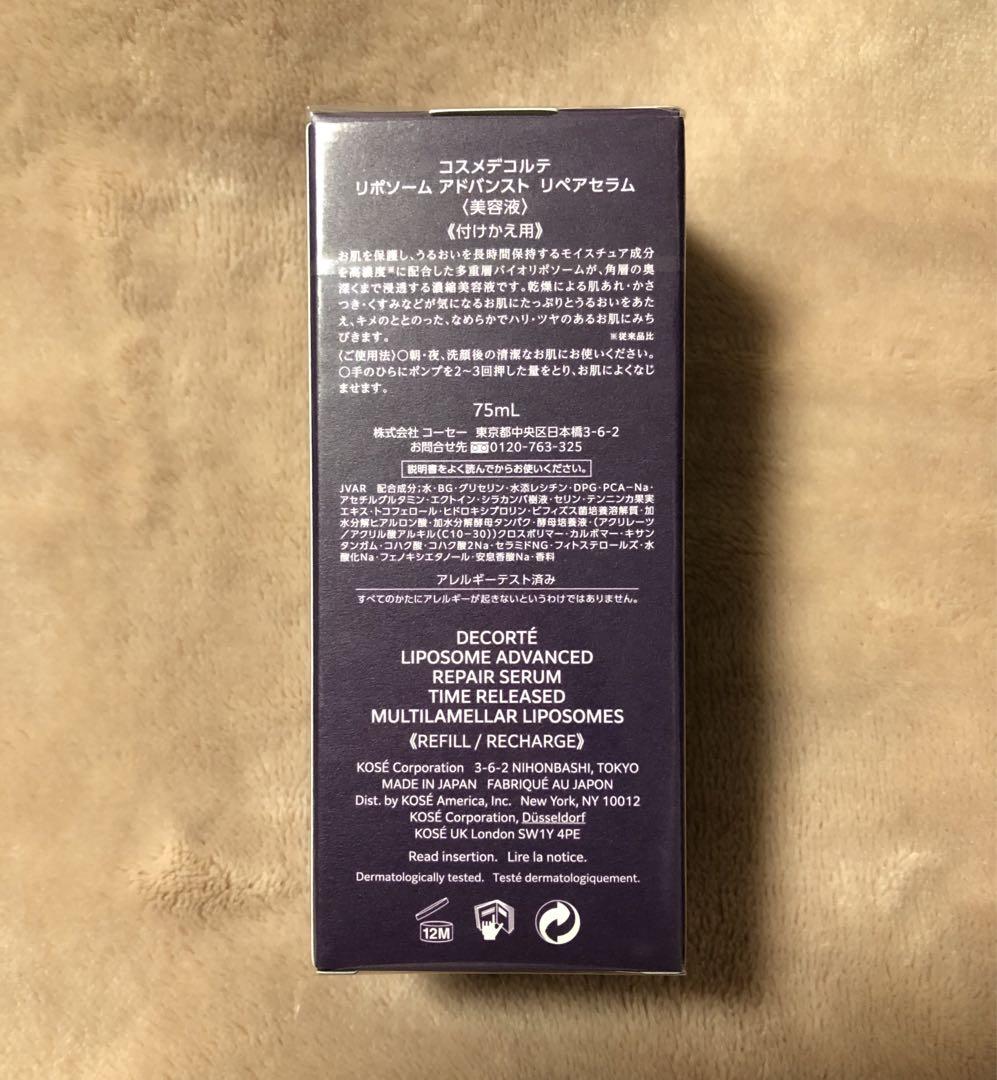 コスメデコルテ
リポソーム アドバンスト リペアセラム
〈美容液〉
《付けかえ用》
お肌を保護し、うるおいを長時間保持するモイスチュア成分
を高濃度※に配合した多重層バイオリポソームが、角層の奥
深くまで浸透する濃縮美容液です。乾燥による肌あれ・かさ
つき・くすみなどが気になるお肌にたっぷりとうるおいをあた
え、キメのととのった、なめらかでハリ・ツヤのあるお肌にみち
びきます。 ※従来品比
〈ご使用法〉○朝・夜、洗顔後の清潔なお肌にお使いください。
○手のひらにポンプを2～3回押した量をとり、お肌によくなじ
ませます。
75mL
株式会社 コーセー 東京都中央区日本橋3-6-2
お問合せ先 0120-763-325
説明書をよく読んでからお使いください。
JVAR 配合成分;水・BG・グリセリン・水添レシチン・DPG・PCA－Na・
アセチルグルタミン・エクトイン・シラカンバ樹液・セリン・テンニンカ果実
エキス・トコフェロール・ヒドロキシプロリン・ビフィズス菌培養溶解質・加
水分解ヒアルロン酸・加水分解酵母タンパク・酵母培養液・(アクリレーツ
／アクリル酸アルキル(C10－30))クロスポリマー・カルボマー・キサン
タンガム・コハク酸・コハク酸2Na・セラミドNG・フィトステロールズ・水
酸化Na・フェノキシエタノール・安息香酸Na・香料
アレルギーテスト済み
すべてのかたにアレルギーが起きないというわけではありません。
DECORTÉ
LIPOSOME ADVANCED
REPAIR SERUM
TIME RELEASED
MULTILAMELLAR LIPOSOMES
《REFILL / RECHARGE》
KOSÉ Corporation 3-6-2 NIHONBASHI, TOKYO
MADE IN JAPAN FABRIQUÉ AU JAPON
Dist. by KOSÉ America, Inc. New York, NY 10012
KOSÉ Corporation, Düsseldorf
KOSÉ UK London SW1Y 4PE
Read insertion. Lire la notice.
Dermatologically tested. Testé dermatologiquement.
12M